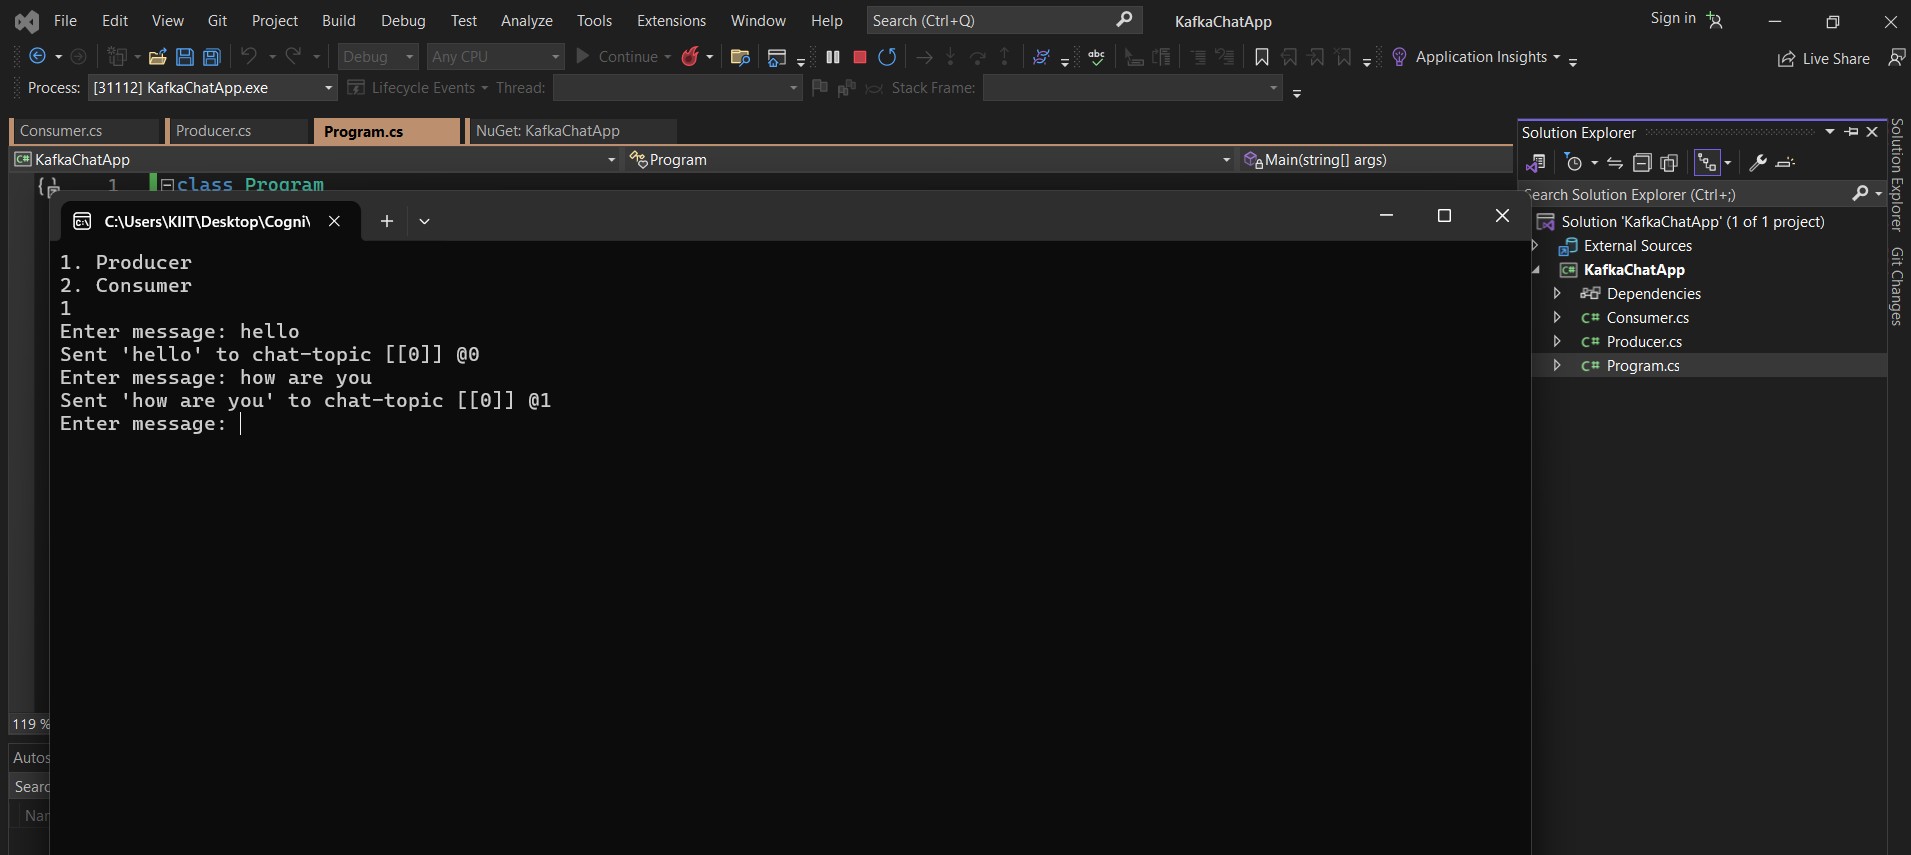 File Edit View Git Project Build Debug Test Analyze Tools Extensions Window Help Search (Ctrl+Q) KafkaChatApp Sign in
Debug Any CPU Continue abc Application Insights Live Share
Process: [31112] KafkaChatApp.exe Lifecycle Events Thread: Stack Frame:
Consumer.cs Producer.cs Program.cs NuGet: KafkaChatApp
C# KafkaChatApp Program Main(string[] args)
1 class Program
C:\Users\KIIT\Desktop\Cogni\
1. Producer
2. Consumer
1
Enter message: hello
Sent 'hello' to chat-topic [[0]] @0
Enter message: how are you
Sent 'how are you' to chat-topic [[0]] @1
Enter message:
119 %
Autos
Searc
Nar
Solution Explorer
Search Solution Explorer (Ctrl+;)
Solution 'KafkaChatApp' (1 of 1 project)
External Sources
C# KafkaChatApp
Dependencies
C# Consumer.cs
C# Producer.cs
C# Program.cs
Solution Explorer
Git Changes